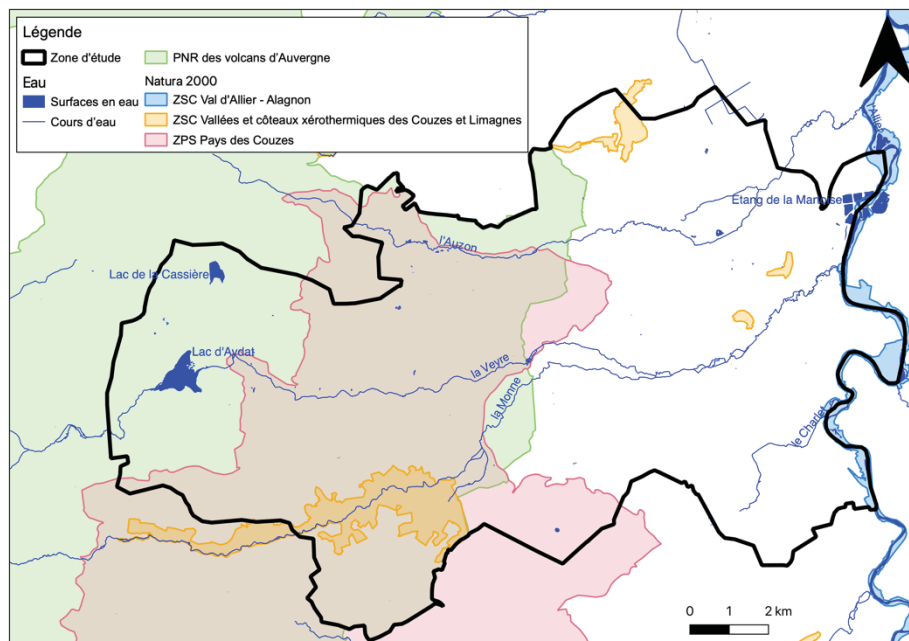 Légende
Zone d'étude
PNR des volcans d'Auvergne
Eau
Natura 2000
Surfaces en eau
ZSC Val d'Allier - Alagnon
Cours d'eau
ZSC Vallées et côteaux xérothermiques des Couzes et Limagnes
ZPS Pays des Couzes
l'Allier
Etang de la Marmoise
l'Auzon
Lac de la Cassière
Lac d'Aydat
la Veyre
la Monne
le Charlet
0 1 2 km